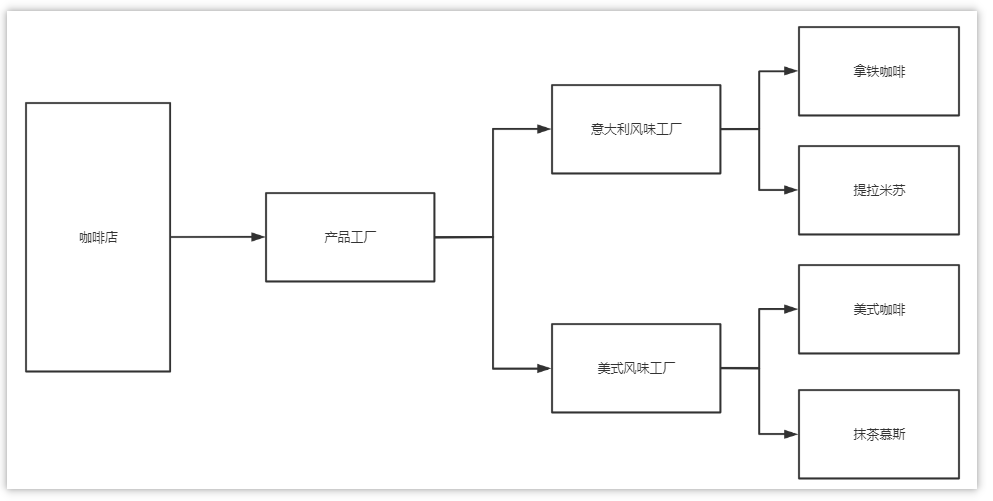 咖啡店
产品工厂
意大利风味工厂
美式风味工厂
拿铁咖啡
提拉米苏
美式咖啡
抹茶慕斯